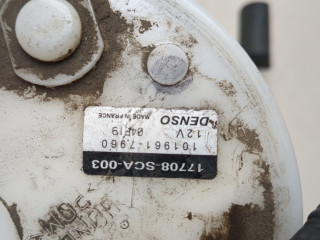 17708-SCA-003
101961-7960
12V 04F19
DENSO MADE IN FRANCE